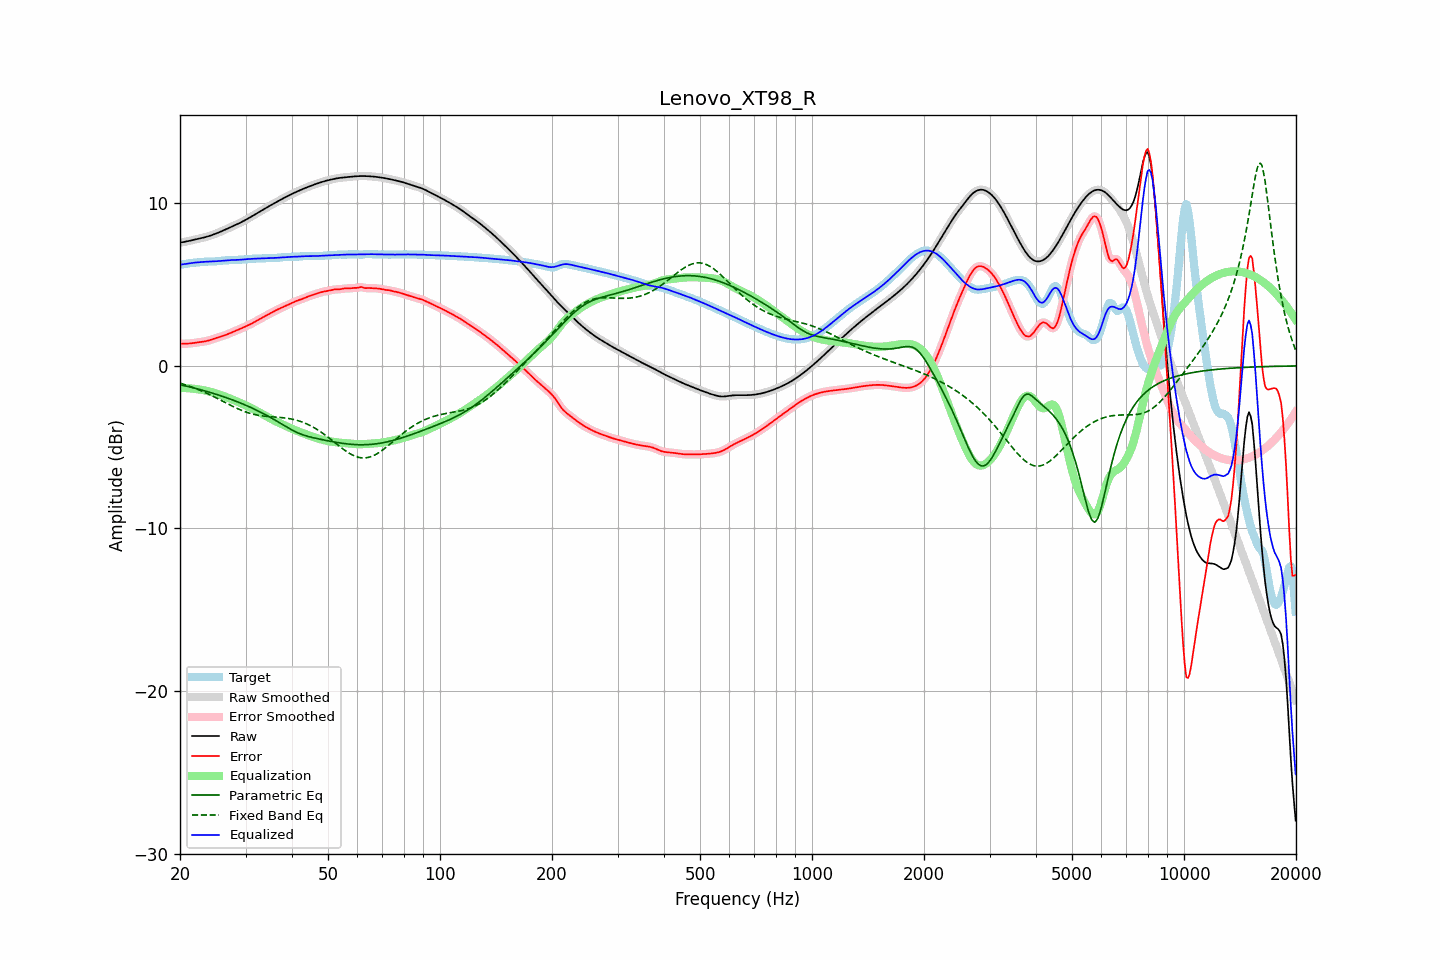 Lenovo_XT98_R
Amplitude (dBr)
10
0
−10
−20
−30
Target
Raw Smoothed
Error Smoothed
Raw
Error
Equalization
Parametric Eq
Fixed Band Eq
Equalized
20 50 100 200 500 1000 2000 5000 10000 20000
Frequency (Hz)